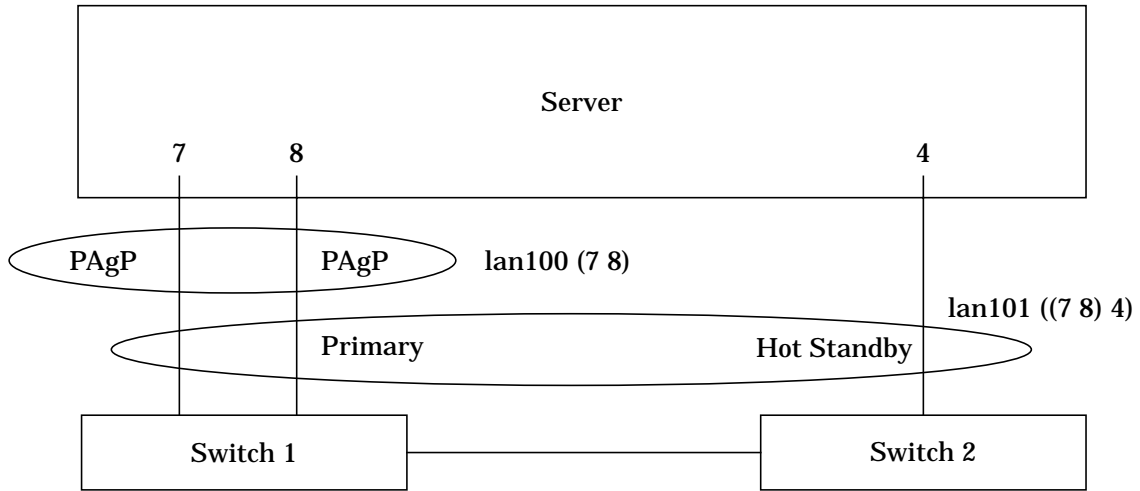 Server
7 8 4
PAgP PAgP lan100 (7 8)
lan101 ((7 8) 4)
Primary Hot Standby
Switch 1 Switch 2